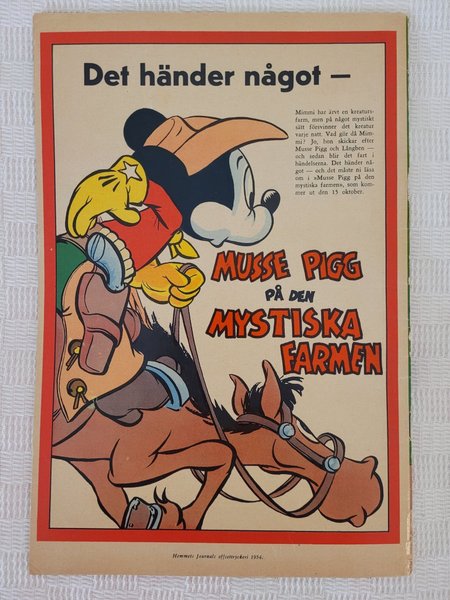 Det händer något —
Mimmi har ärvt en kreaturs-
farm, men på något mystiskt
sätt försvinner det kreatur
varje natt. Vad gör då Mim-
mi? Jo, hon skickar efter
Musse Pigg och Långben —
och sedan blir det fart i
händelserna. Det händer nå-
got — och det måste ni läsa
om i »Musse Pigg på den
mystiska farmen», som kom-
mer ut den 15 oktober.
MUSSE PIGG
PÅ DEN
MYSTISKA
FARMEN
Hemmets Journals offsettryckeri 1954.